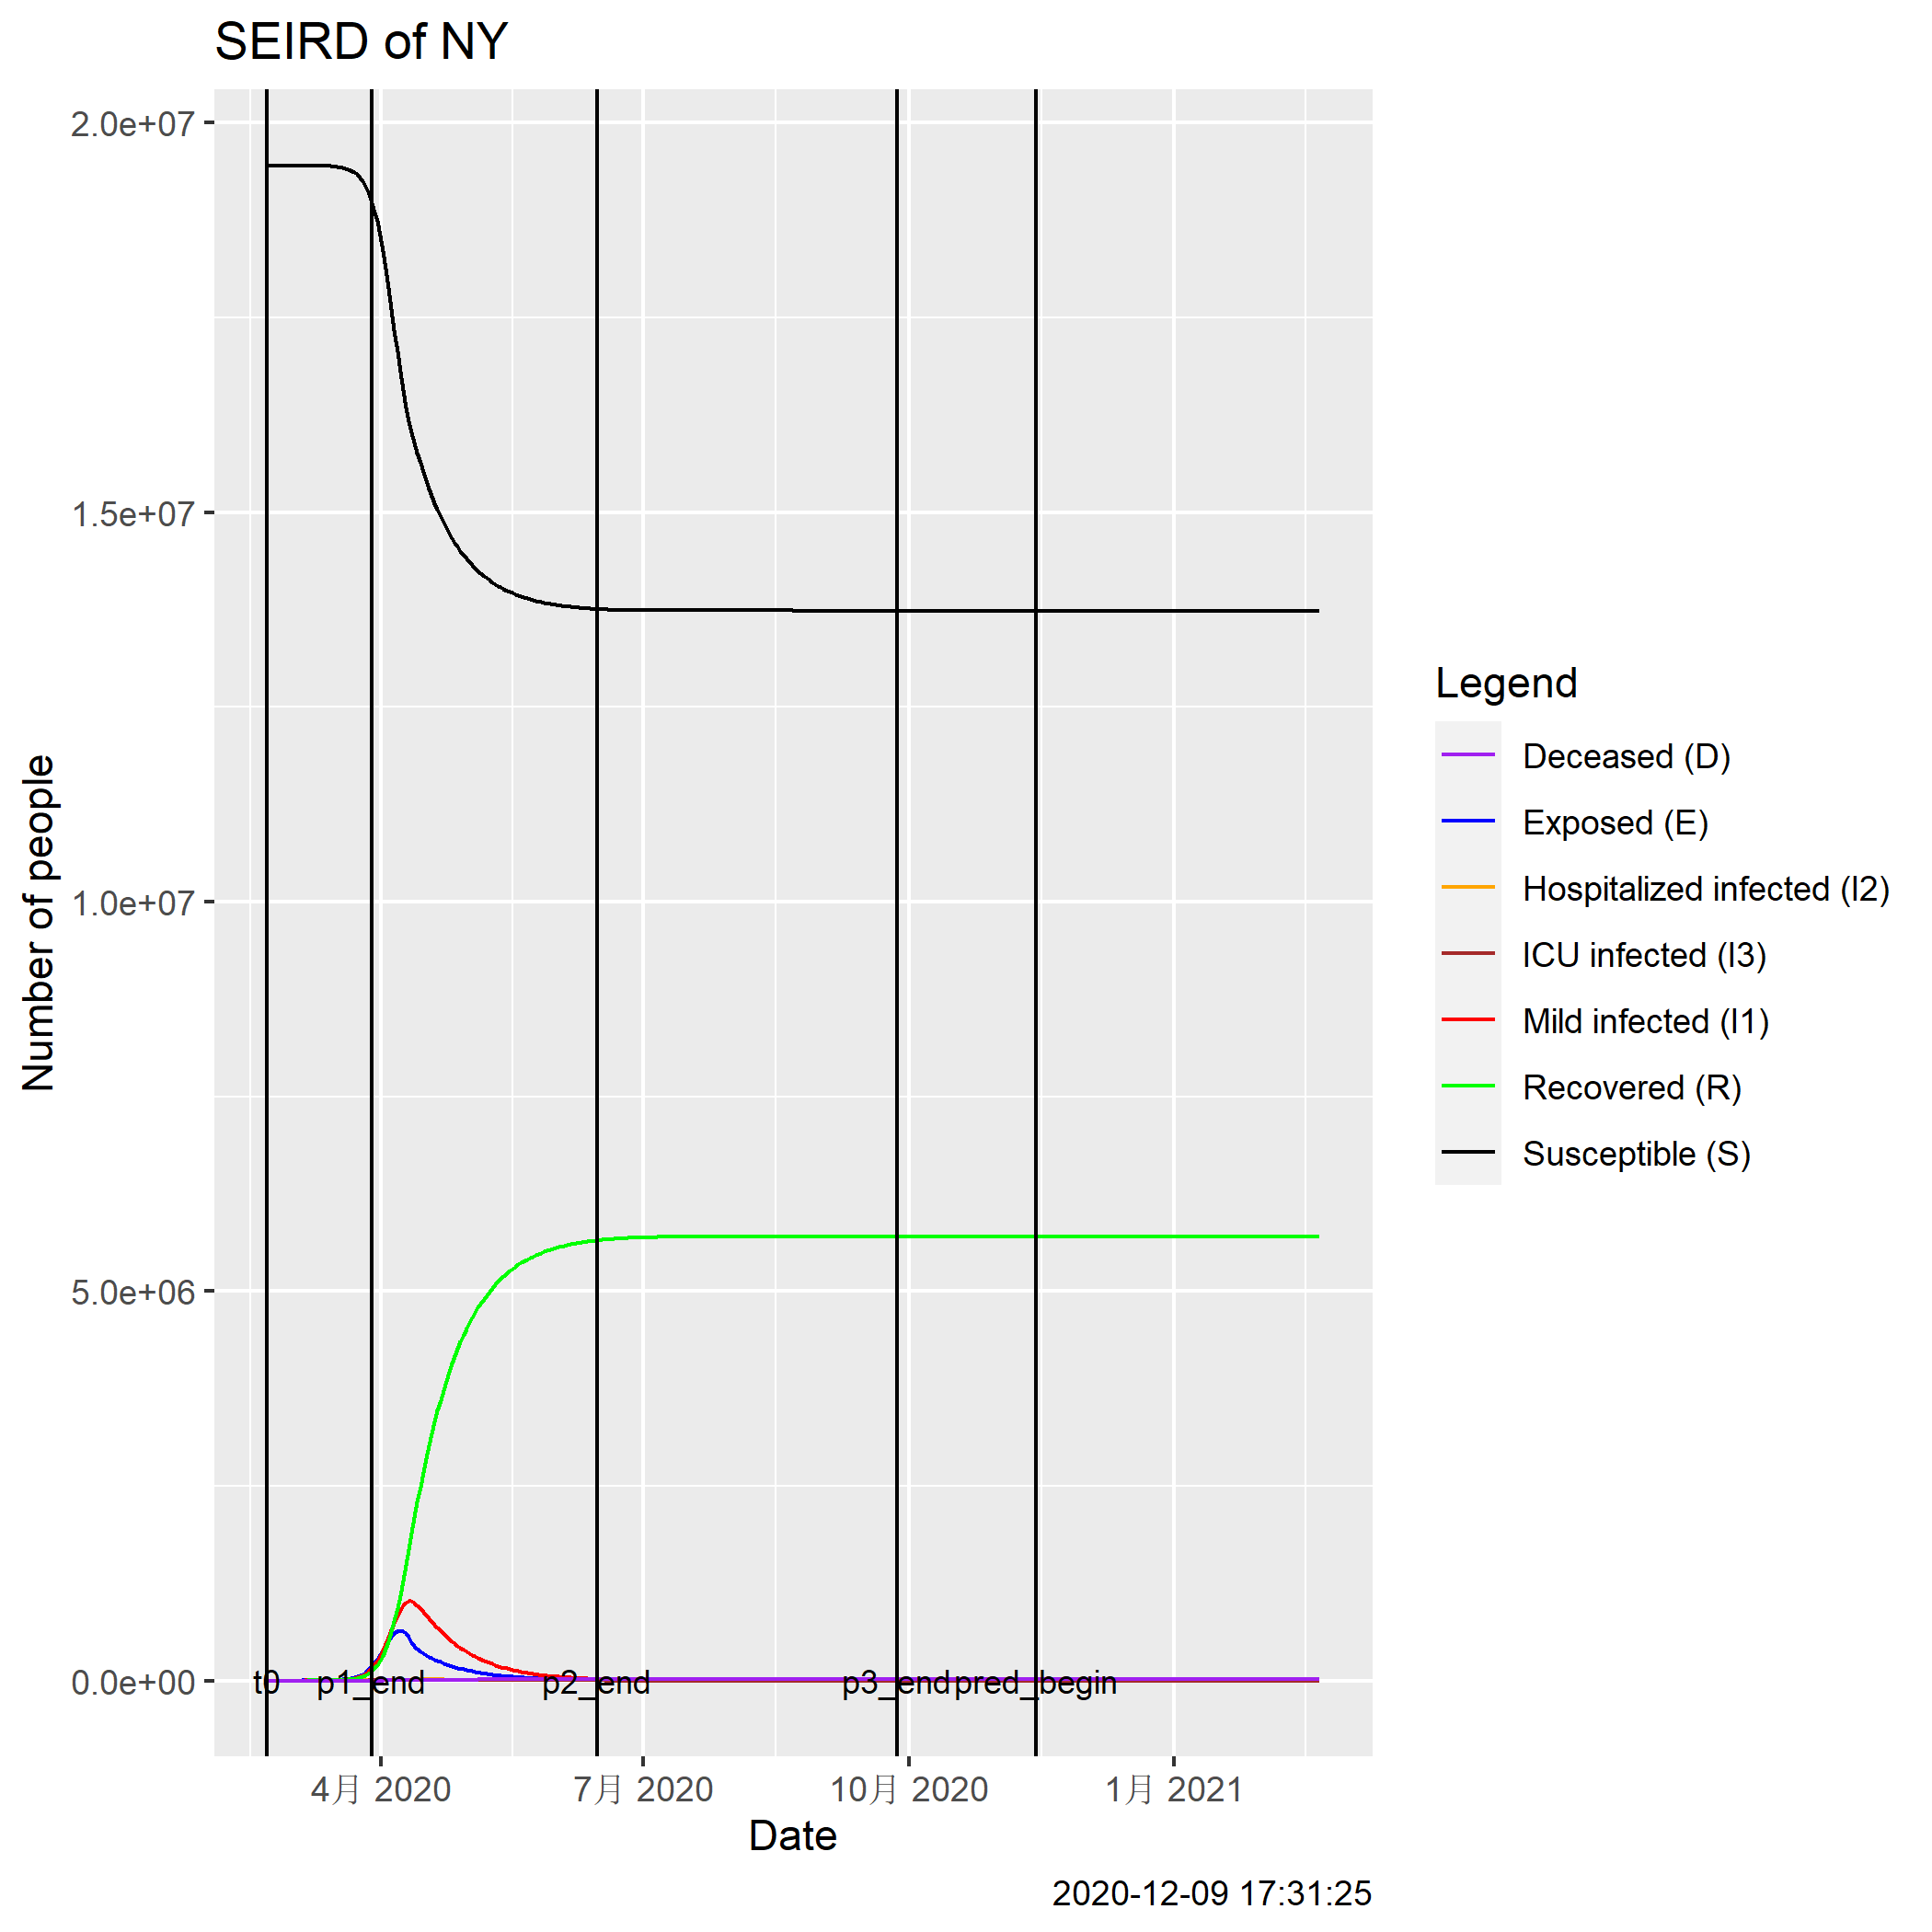 SEIRD of NY
2.0e+07
1.5e+07
1.0e+07
5.0e+06
0.0e+00
Number of people
t0 p1_end p2_end p3_end pred_begin
4月 2020 7月 2020 10月 2020 1月 2021
Date
Legend
Deceased (D)
Exposed (E)
Hospitalized infected (I2)
ICU infected (I3)
Mild infected (I1)
Recovered (R)
Susceptible (S)
2020-12-09 17:31:25